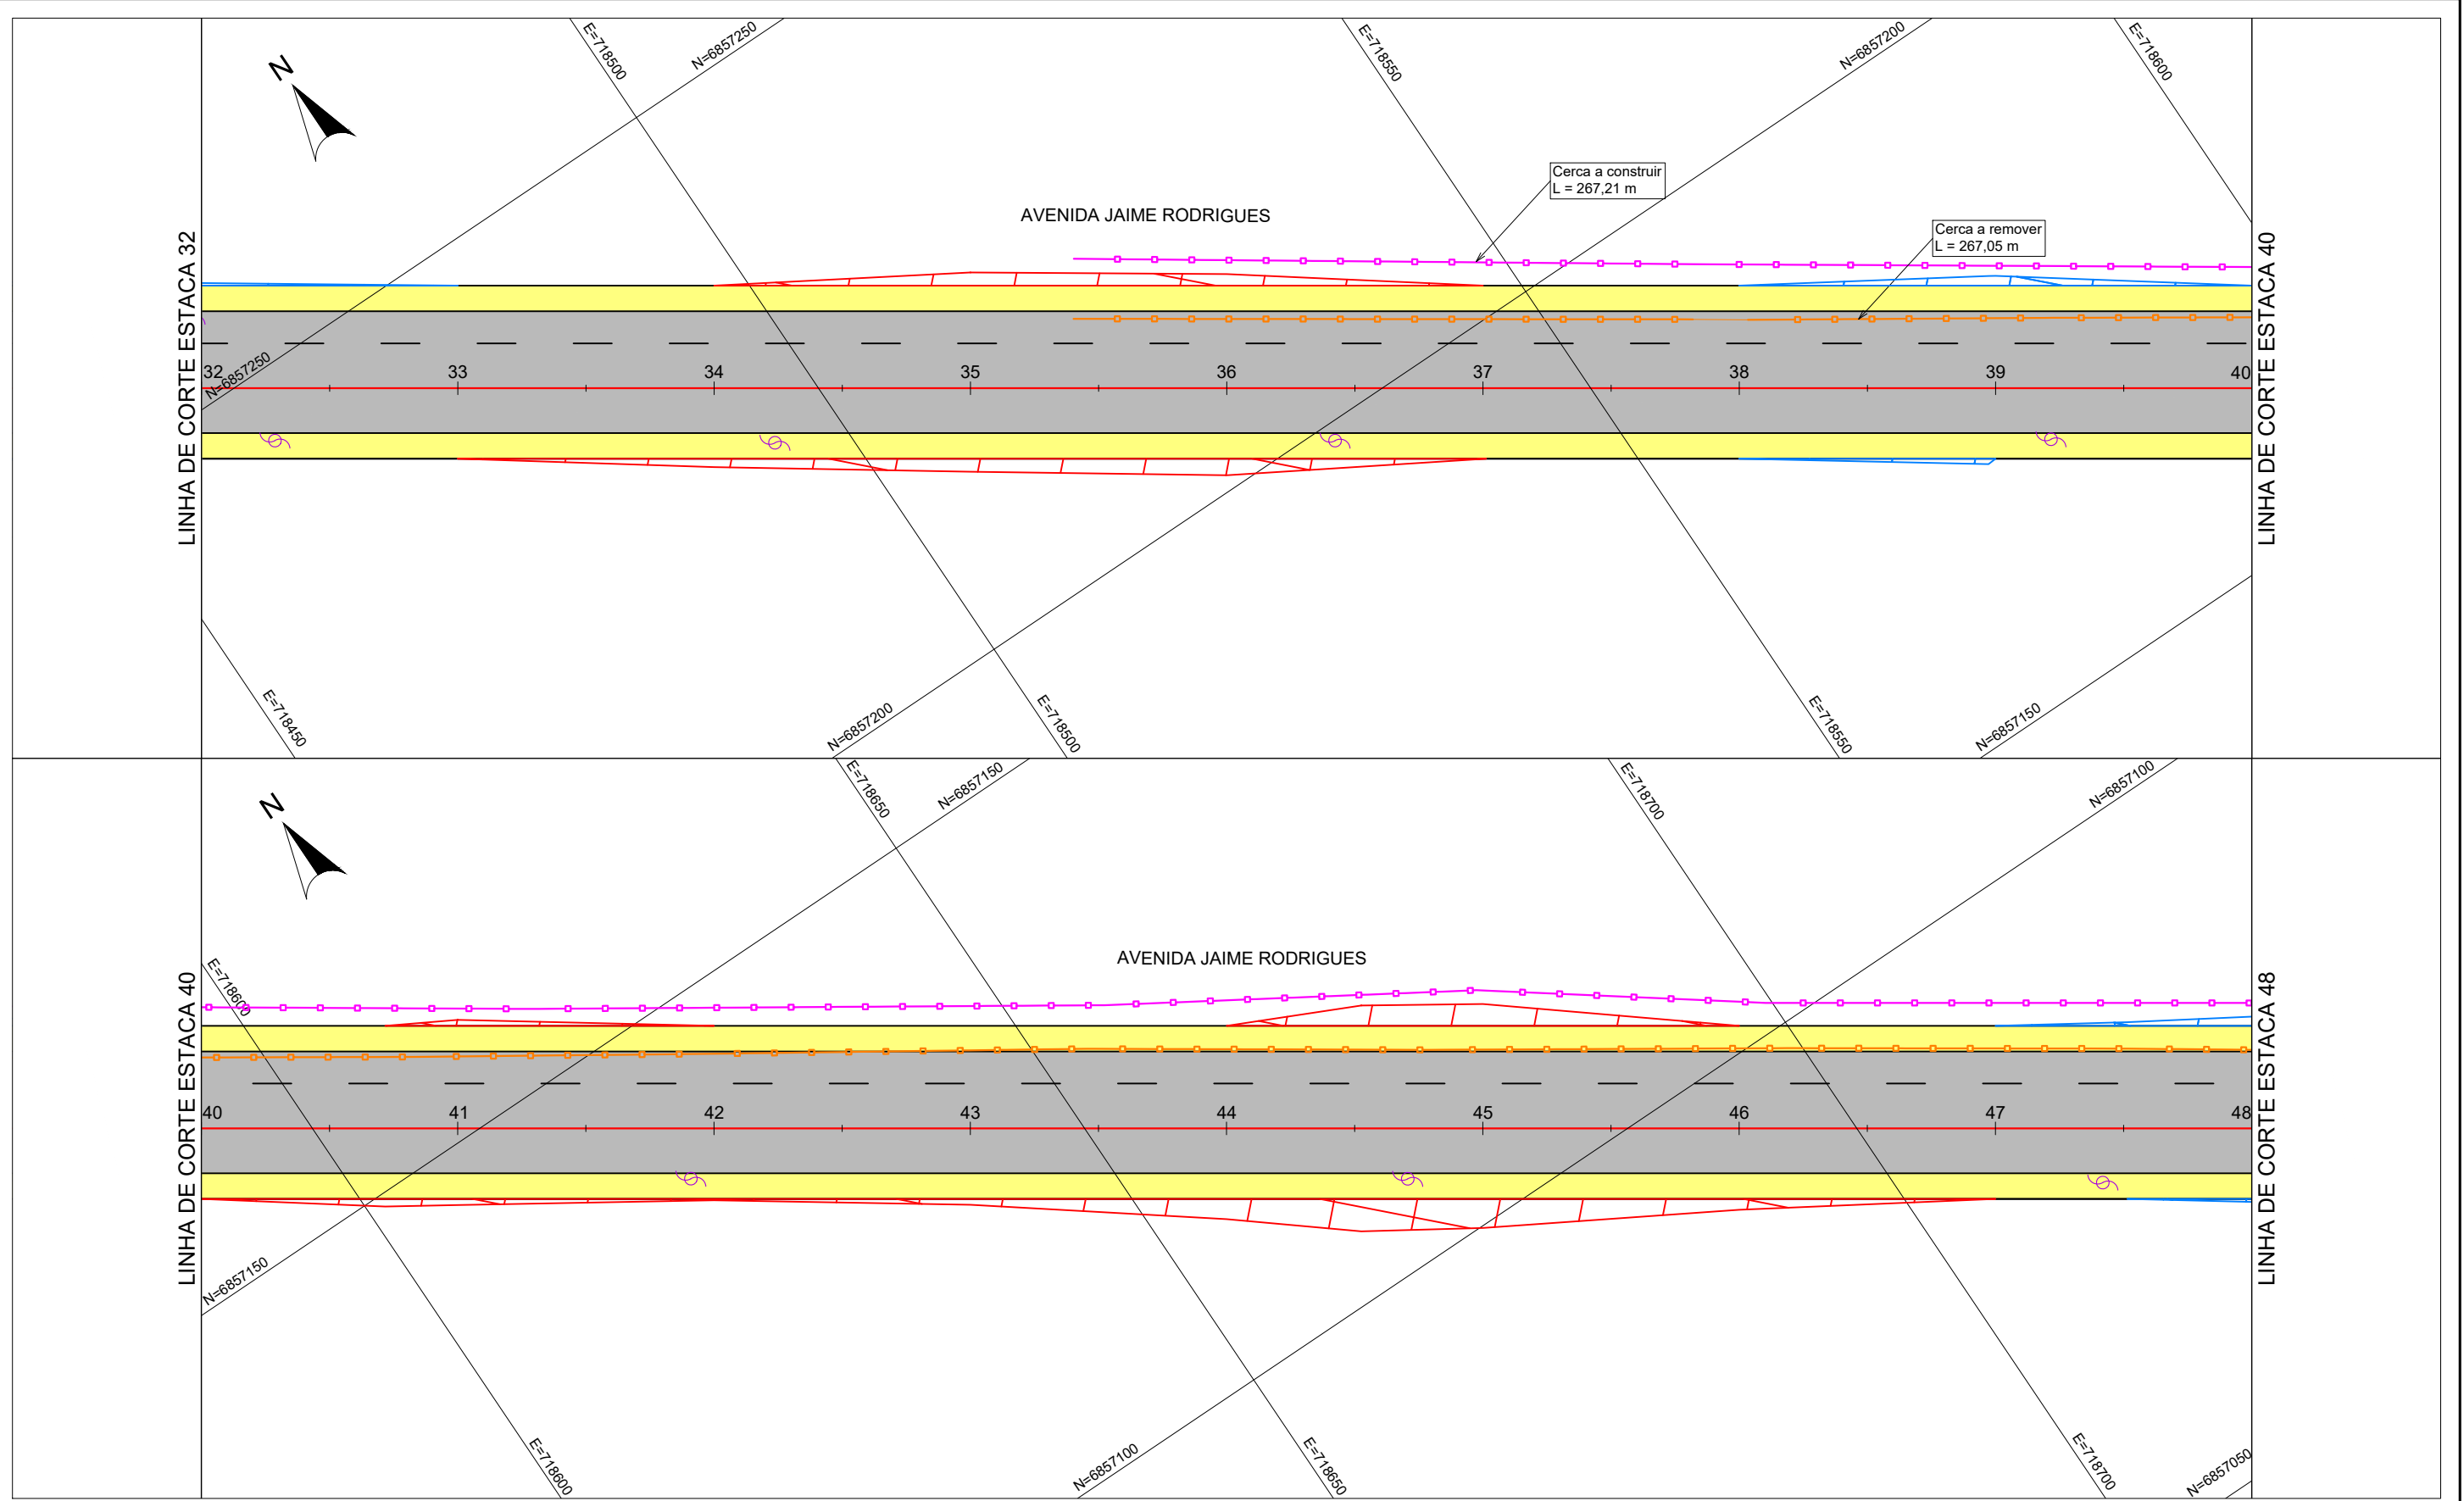 N
E=718500
N=6857250
E=718550
N=6857200
E=718600
Cerca a construir
L = 267,21 m
AVENIDA JAIME RODRIGUES
Cerca a remover
L = 267,05 m
LINHA DE CORTE ESTACA 32
LINHA DE CORTE ESTACA 40
N=6857250
32
33
34
35
36
37
38
39
40
E=718450
N=6857200
E=718500
E=718550
N=6857150
N
E=718650
N=6857150
E=718700
N=6857100
AVENIDA JAIME RODRIGUES
E=718600
LINHA DE CORTE ESTACA 40
LINHA DE CORTE ESTACA 48
40
41
42
43
44
45
46
47
48
N=6857150
E=718600
N=6857100
E=718650
E=718700
N=6857050